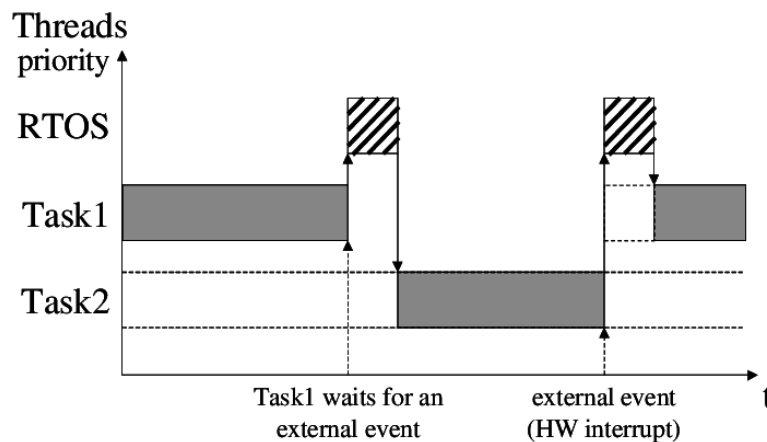 Threads
priority
RTOS
Task1
Task2
t
Task1 waits for an
external event
external event
(HW interrupt)